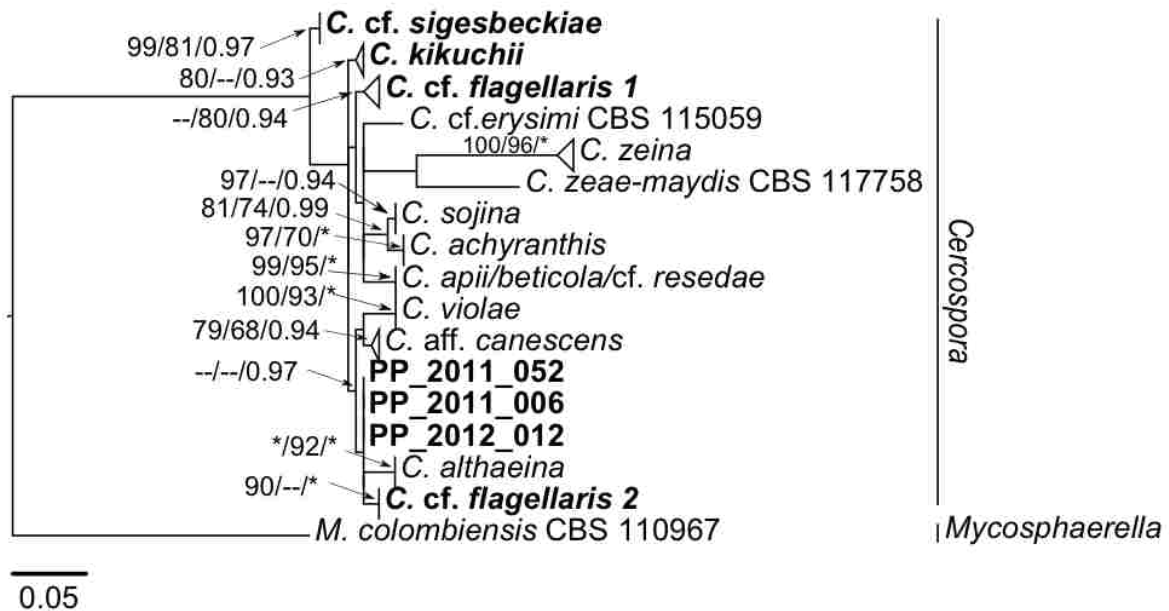 C. cf. sigesbeckiae
99/81/0.97
C. kikuchii
80/--/0.93
C. cf. flagellaris 1
--/80/0.94
C. cf.erysimi CBS 115059
100/96/*
C. zeina
97/--/0.94
C. zeae-maydis CBS 117758
81/74/0.99
C. sojina
97/70/*
C. achyranthis
99/95/*
C. apii/beticola/cf. resedae
100/93/*
C. violae
79/68/0.94
C. aff. canescens
--/--/0.97
PP_2011_052
PP_2011_006
PP_2012_012
*/92/*
C. althaeina
90/--/*
C. cf. flagellaris 2
M. colombiensis CBS 110967
Cercospora
Mycosphaerella
0.05